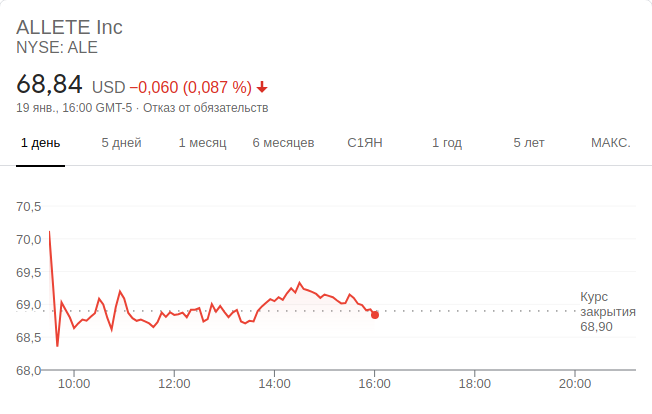 ALLETE Inc
NYSE: ALE
68,84 USD −0,060 (0,087 %)
19 янв., 16:00 GMT-5 · Отказ от обязательств
1 день 5 дней 1 месяц 6 месяцев С1ЯН 1 год 5 лет МАКС.
70,5
70,0
69,5
69,0
68,5
68,0
Курс
закрытия
68,90
10:00 12:00 14:00 16:00 18:00 20:00